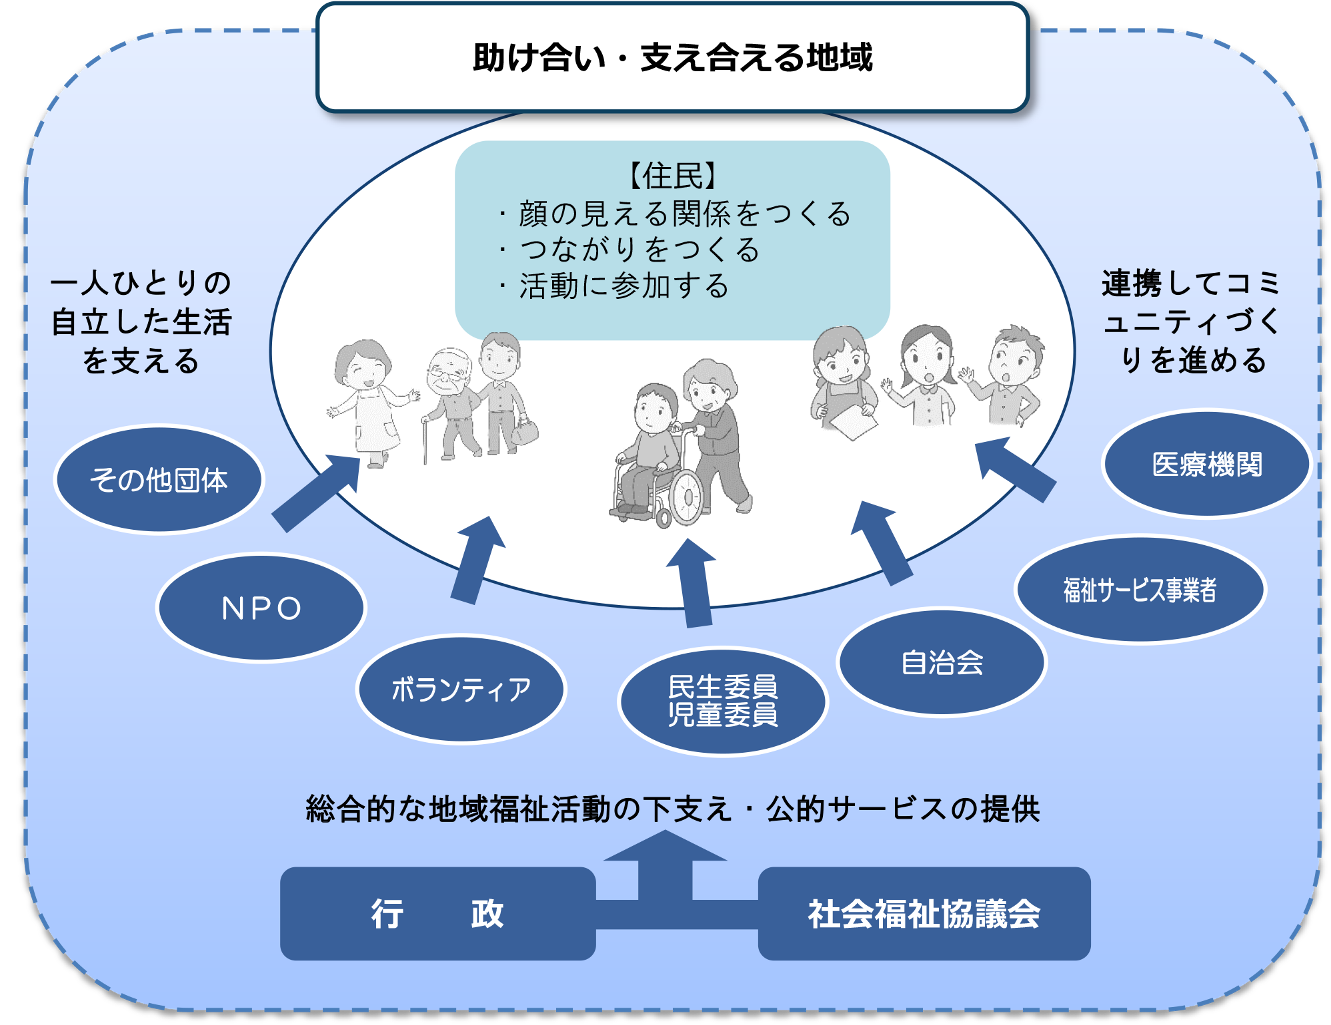 助け合い・支え合える地域
【住民】
・顔の見える関係をつくる
・つながりをつくる
・活動に参加する
一人ひとりの
自立した生活
を支える
連携してコミ
ュニティづく
りを進める
その他団体
医療機関
NPO
福祉サービス事業者
ボランティア
民生委員
児童委員
自治会
総合的な地域福祉活動の下支え・公的サービスの提供
行　　政
社会福祉協議会